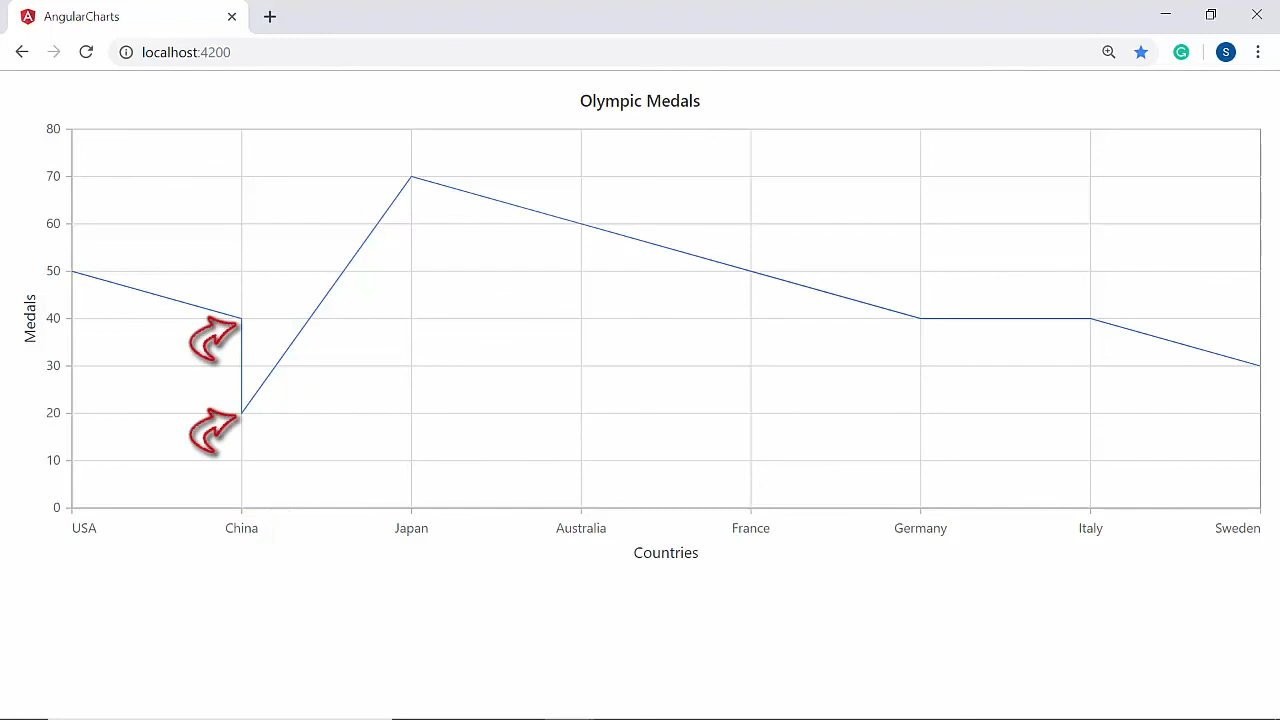 AngularCharts
localhost:4200
S
Olympic Medals
80
70
60
50
40
30
20
10
0
Medals
USA China Japan Australia France Germany Italy Sweden
Countries